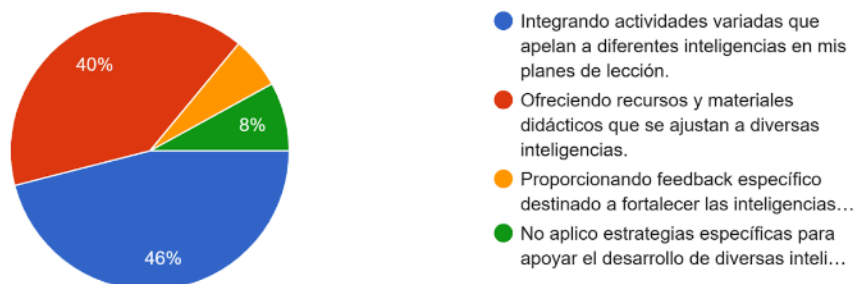 40%
8%
46%
Integrando actividades variadas que
apelan a diferentes inteligencias en mis
planes de lección.
Ofreciendo recursos y materiales
didácticos que se ajustan a diversas
inteligencias.
Proporcionando feedback específico
destinado a fortalecer las inteligencias…
No aplico estrategias específicas para
apoyar el desarrollo de diversas inteli…